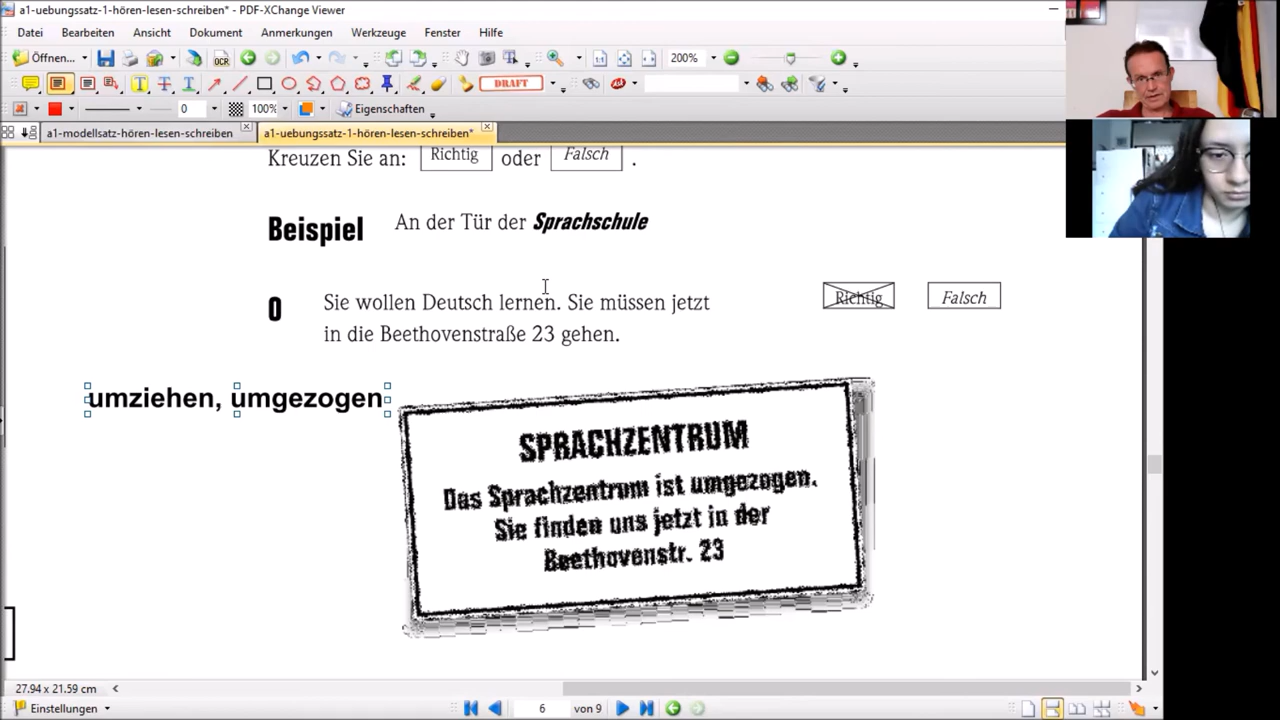 a1-uebungssatz-1-hören-lesen-schreiben* - PDF-XChange Viewer
Datei Bearbeiten Ansicht Dokument Anmerkungen Werkzeuge Fenster Hilfe
Öffnen... OCR 200%
DRAFT
0 100% Eigenschaften
a1-modellsatz-hören-lesen-schreiben a1-uebungssatz-1-hören-lesen-schreiben*
Kreuzen Sie an: Richtig oder Falsch .
Beispiel An der Tür der Sprachschule
0 Sie wollen Deutsch lernen. Sie müssen jetzt Richtig Falsch
in die Beethovenstraße 23 gehen.
umziehen, umgezogen
SPRACHZENTRUM
Das Sprachzentrum ist umgezogen.
Sie finden uns jetzt in der
Beethovenstr. 23
27.94 x 21.59 cm
Einstellungen 6 von 9